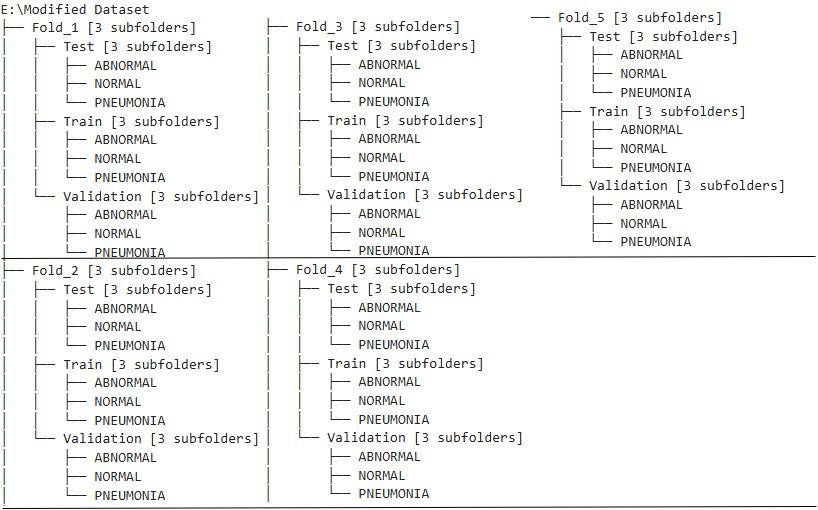 E:\Modified Dataset
Fold_1 [3 subfolders]
Test [3 subfolders]
ABNORMAL
NORMAL
PNEUMONIA
Train [3 subfolders]
ABNORMAL
NORMAL
PNEUMONIA
Validation [3 subfolders]
ABNORMAL
NORMAL
PNEUMONIA
Fold_2 [3 subfolders]
Test [3 subfolders]
ABNORMAL
NORMAL
PNEUMONIA
Train [3 subfolders]
ABNORMAL
NORMAL
PNEUMONIA
Validation [3 subfolders]
ABNORMAL
NORMAL
PNEUMONIA
Fold_3 [3 subfolders]
Test [3 subfolders]
ABNORMAL
NORMAL
PNEUMONIA
Train [3 subfolders]
ABNORMAL
NORMAL
PNEUMONIA
Validation [3 subfolders]
ABNORMAL
NORMAL
PNEUMONIA
Fold_4 [3 subfolders]
Test [3 subfolders]
ABNORMAL
NORMAL
PNEUMONIA
Train [3 subfolders]
ABNORMAL
NORMAL
PNEUMONIA
Validation [3 subfolders]
ABNORMAL
NORMAL
PNEUMONIA
Fold_5 [3 subfolders]
Test [3 subfolders]
ABNORMAL
NORMAL
PNEUMONIA
Train [3 subfolders]
ABNORMAL
NORMAL
PNEUMONIA
Validation [3 subfolders]
ABNORMAL
NORMAL
PNEUMONIA